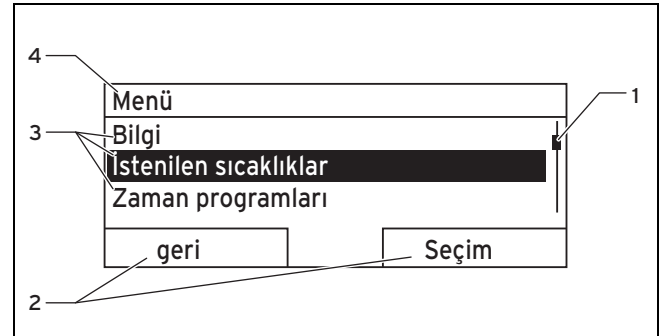 4
Menü
1
3
Bilgi
İstenilen sıcaklıklar
Zaman programları
geri
Seçim
2